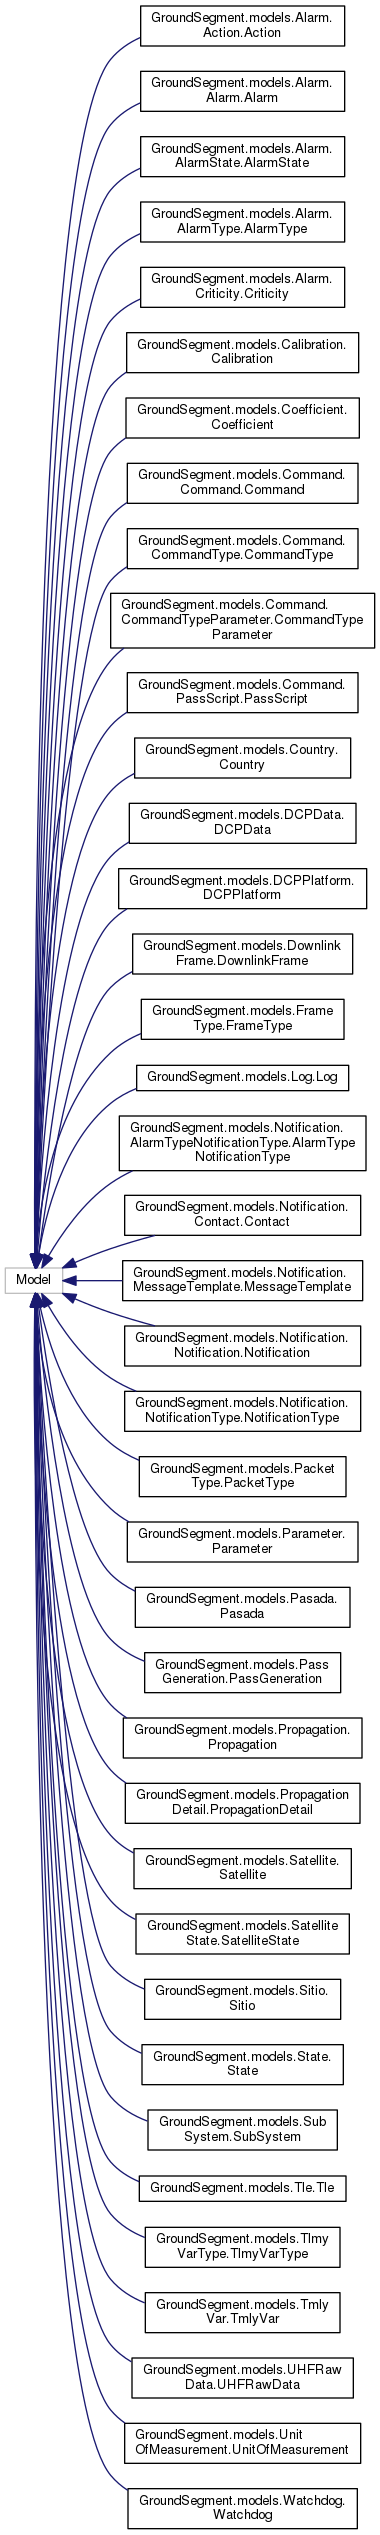 GroundSegment.models.Alarm.
Action.Action
GroundSegment.models.Alarm.
Alarm.Alarm
GroundSegment.models.Alarm.
AlarmState.AlarmState
GroundSegment.models.Alarm.
AlarmType.AlarmType
GroundSegment.models.Alarm.
Criticity.Criticity
GroundSegment.models.Calibration.
Calibration
GroundSegment.models.Coefficient.
Coefficient
GroundSegment.models.Command.
Command.Command
GroundSegment.models.Command.
CommandType.CommandType
GroundSegment.models.Command.
CommandTypeParameter.CommandType
Parameter
GroundSegment.models.Command.
PassScript.PassScript
GroundSegment.models.Country.
Country
GroundSegment.models.DCPData.
DCPData
GroundSegment.models.DCPPlatform.
DCPPlatform
GroundSegment.models.Downlink
Frame.DownlinkFrame
GroundSegment.models.Frame
Type.FrameType
GroundSegment.models.Log.Log
GroundSegment.models.Notification.
AlarmTypeNotificationType.AlarmType
NotificationType
GroundSegment.models.Notification.
Contact.Contact
Model
GroundSegment.models.Notification.
MessageTemplate.MessageTemplate
GroundSegment.models.Notification.
Notification.Notification
GroundSegment.models.Notification.
NotificationType.NotificationType
GroundSegment.models.Packet
Type.PacketType
GroundSegment.models.Parameter.
Parameter
GroundSegment.models.Pasada.
Pasada
GroundSegment.models.Pass
Generation.PassGeneration
GroundSegment.models.Propagation.
Propagation
GroundSegment.models.Propagation
Detail.PropagationDetail
GroundSegment.models.Satellite.
Satellite
GroundSegment.models.Satellite
State.SatelliteState
GroundSegment.models.Sitio.
Sitio
GroundSegment.models.State.
State
GroundSegment.models.Sub
System.SubSystem
GroundSegment.models.Tle.Tle
GroundSegment.models.Tlmy
VarType.TlmyVarType
GroundSegment.models.Tmly
Var.TmlyVar
GroundSegment.models.UHFRaw
Data.UHFRawData
GroundSegment.models.Unit
OfMeasurement.UnitOfMeasurement
GroundSegment.models.Watchdog.
Watchdog